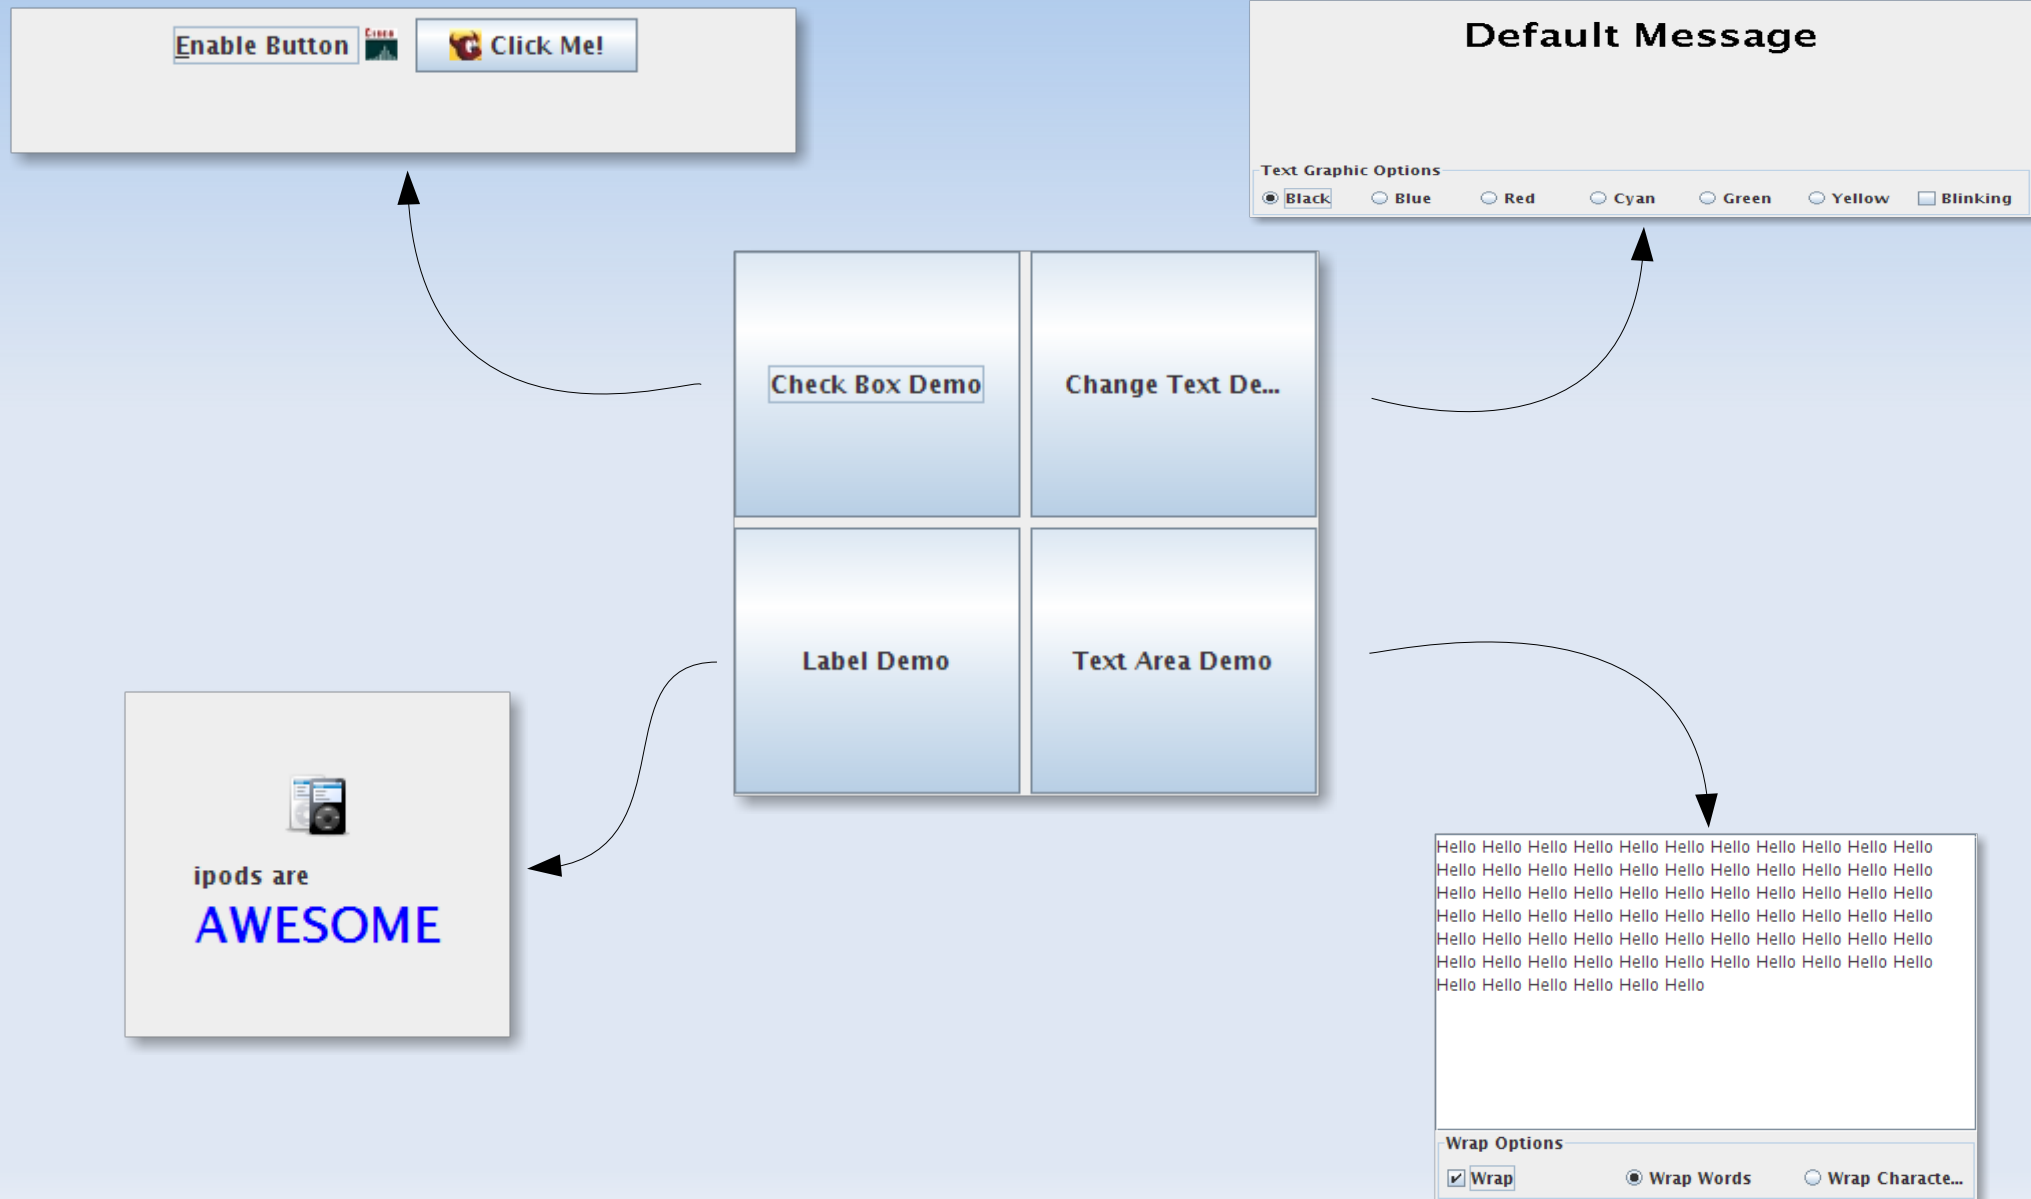 Enable Button
Cisco
Click Me!
Default Message
Text Graphic Options
Black Blue Red Cyan Green Yellow Blinking
Check Box Demo
Change Text De...
Label Demo
Text Area Demo
ipods are
AWESOME
Hello Hello Hello Hello Hello Hello Hello Hello Hello Hello Hello
Hello Hello Hello Hello Hello Hello Hello Hello Hello Hello Hello
Hello Hello Hello Hello Hello Hello Hello Hello Hello Hello Hello
Hello Hello Hello Hello Hello Hello Hello Hello Hello Hello Hello
Hello Hello Hello Hello Hello Hello Hello Hello Hello Hello Hello
Hello Hello Hello Hello Hello Hello Hello Hello Hello Hello Hello
Hello Hello Hello Hello Hello Hello
Wrap Options
Wrap Wrap Words Wrap Characte...